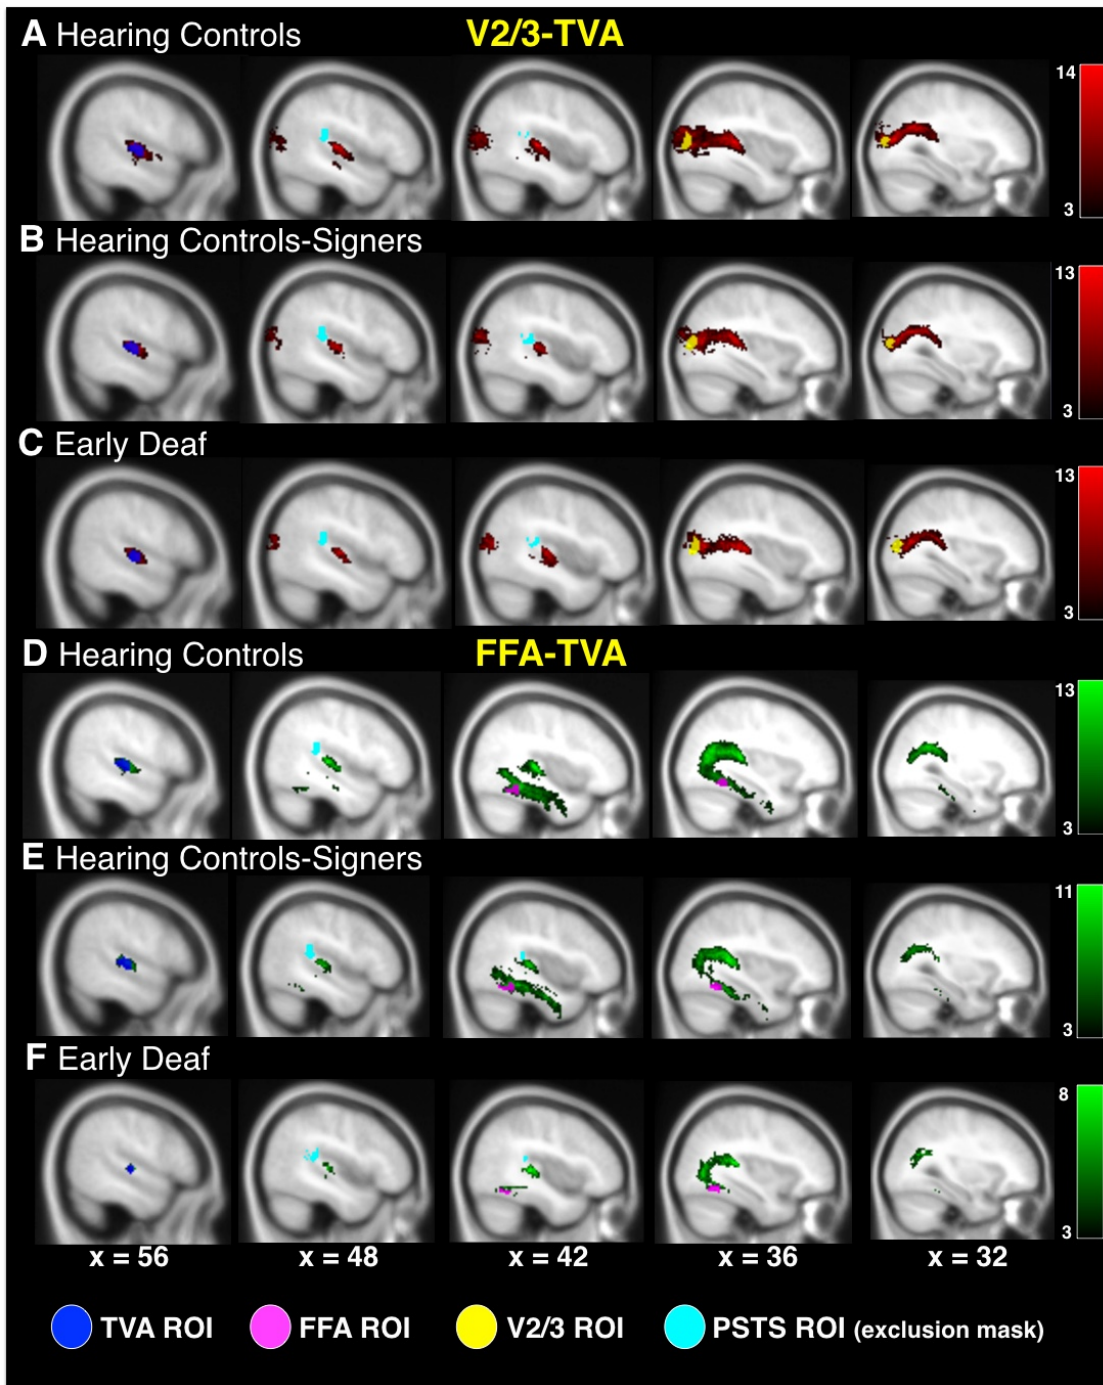 A Hearing Controls V2/3-TVA
14
3
B Hearing Controls-Signers
13
3
C Early Deaf
13
3
D Hearing Controls FFA-TVA
13
3
E Hearing Controls-Signers
11
3
F Early Deaf
8
3
x = 56 x = 48 x = 42 x = 36 x = 32
TVA ROI FFA ROI V2/3 ROI PSTS ROI (exclusion mask)